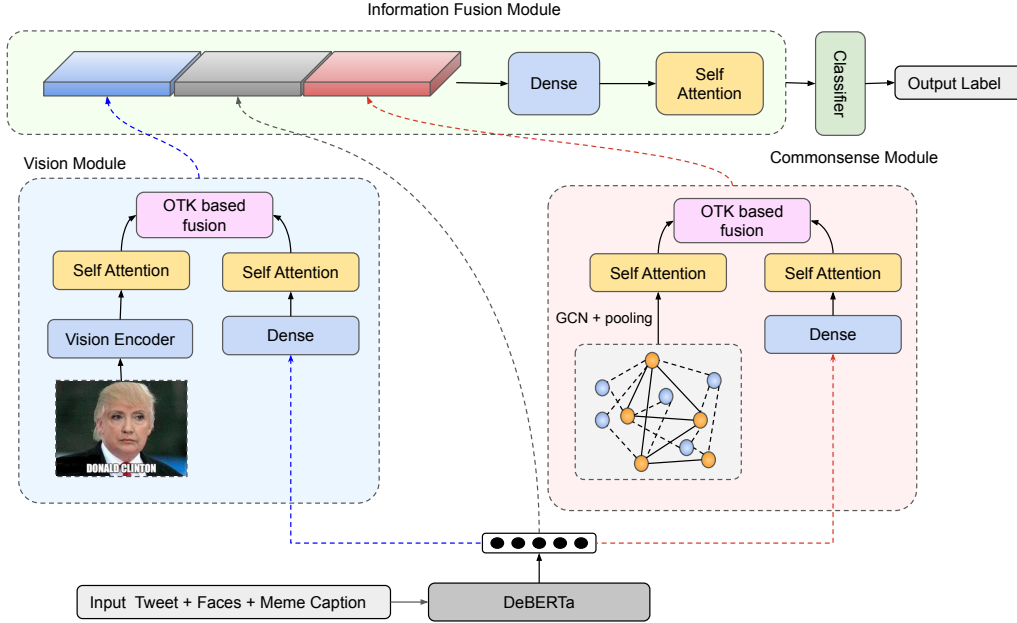 Information Fusion Module
Dense
Self
Attention
Classifier
Output Label
Vision Module
Commonsense Module
OTK based
fusion
OTK based
fusion
Self Attention
Self Attention
Self Attention
Self Attention
GCN + pooling
Vision Encoder
Dense
Dense
DONALD CLINTON
Input Tweet + Faces + Meme Caption
DeBERTa